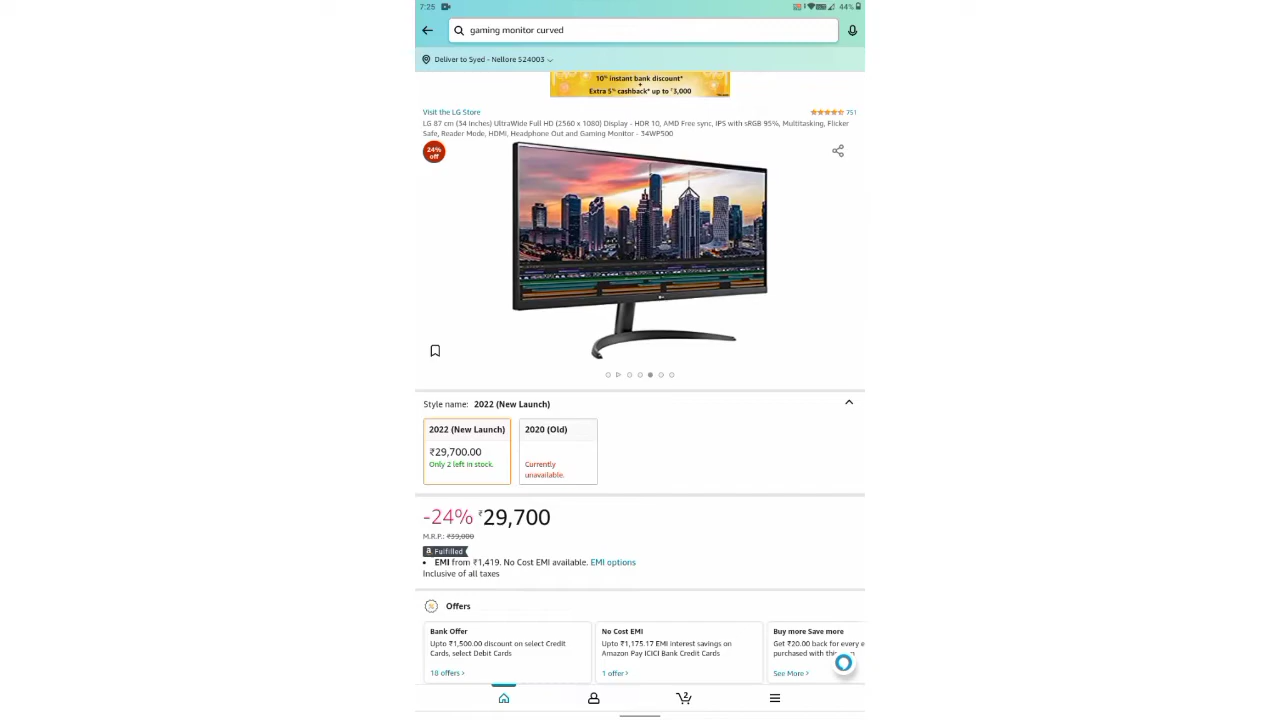 7:25
44%
gaming monitor curved
Deliver to Syed - Nellore 524003
10% instant bank discount*
+
Extra 5% cashback* up to ₹3,000
Visit the LG Store
751
LG 87 cm (34 inches) UltraWide Full HD (2560 x 1080) Display - HDR 10, AMD Free sync, IPS with sRGB 95%, Multitasking, Flicker
Safe, Reader Mode, HDMI, Headphone Out and Gaming Monitor - 34WP500
24%
off
Style name: 2022 (New Launch)
2022 (New Launch)
2020 (Old)
₹29,700.00
Only 2 left in stock.
Currently
unavailable.
-24% ₹29,700
M.R.P.: ₹39,000
a Fulfilled
• EMI from ₹1,419. No Cost EMI available. EMI options
Inclusive of all taxes
Offers
Bank Offer
Upto ₹1,500.00 discount on select Credit
Cards, select Debit Cards
18 offers ›
No Cost EMI
Upto ₹1,175.17 EMI interest savings on
Amazon Pay ICICI Bank Credit Cards
1 offer ›
Buy more Save more
Get ₹20.00 back for every e
purchased with this
See More ›
2